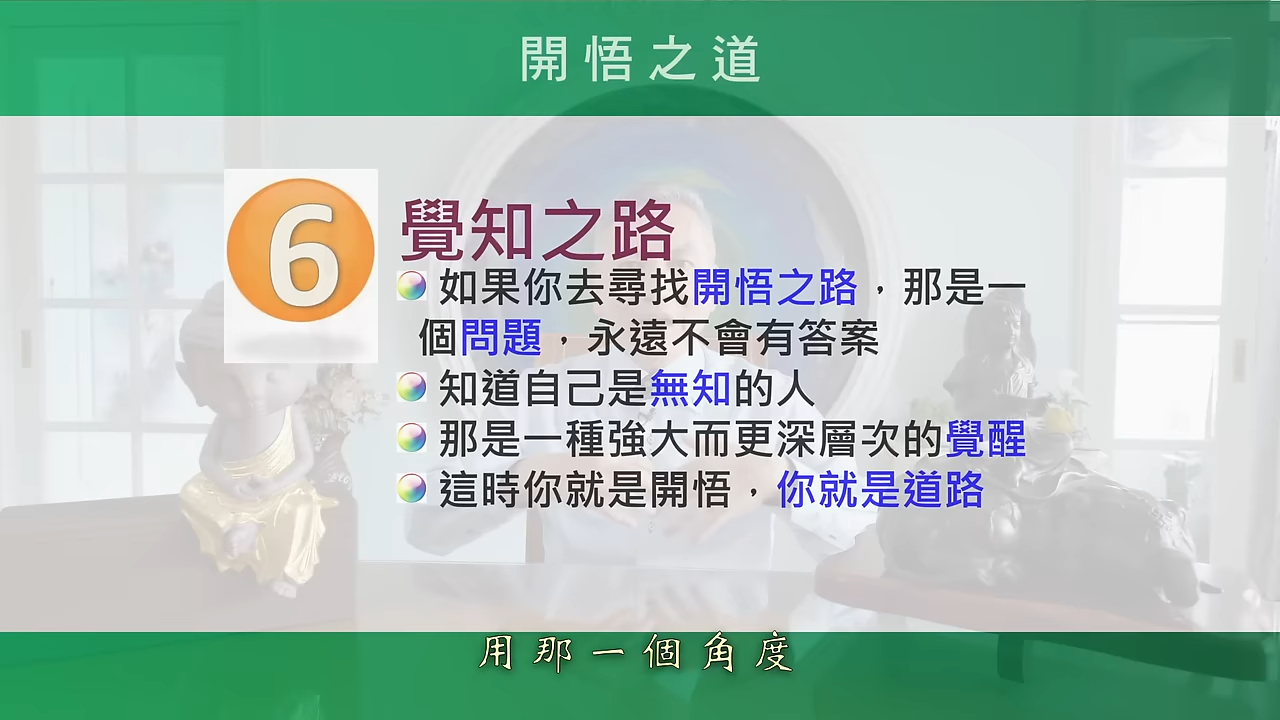 開悟之道
6
覺知之路
如果你去尋找開悟之路，那是一
個問題，永遠不會有答案
知道自己是無知的人
那是一種強大而更深層次的覺醒
這時你就是開悟，你就是道路
用那一個角度